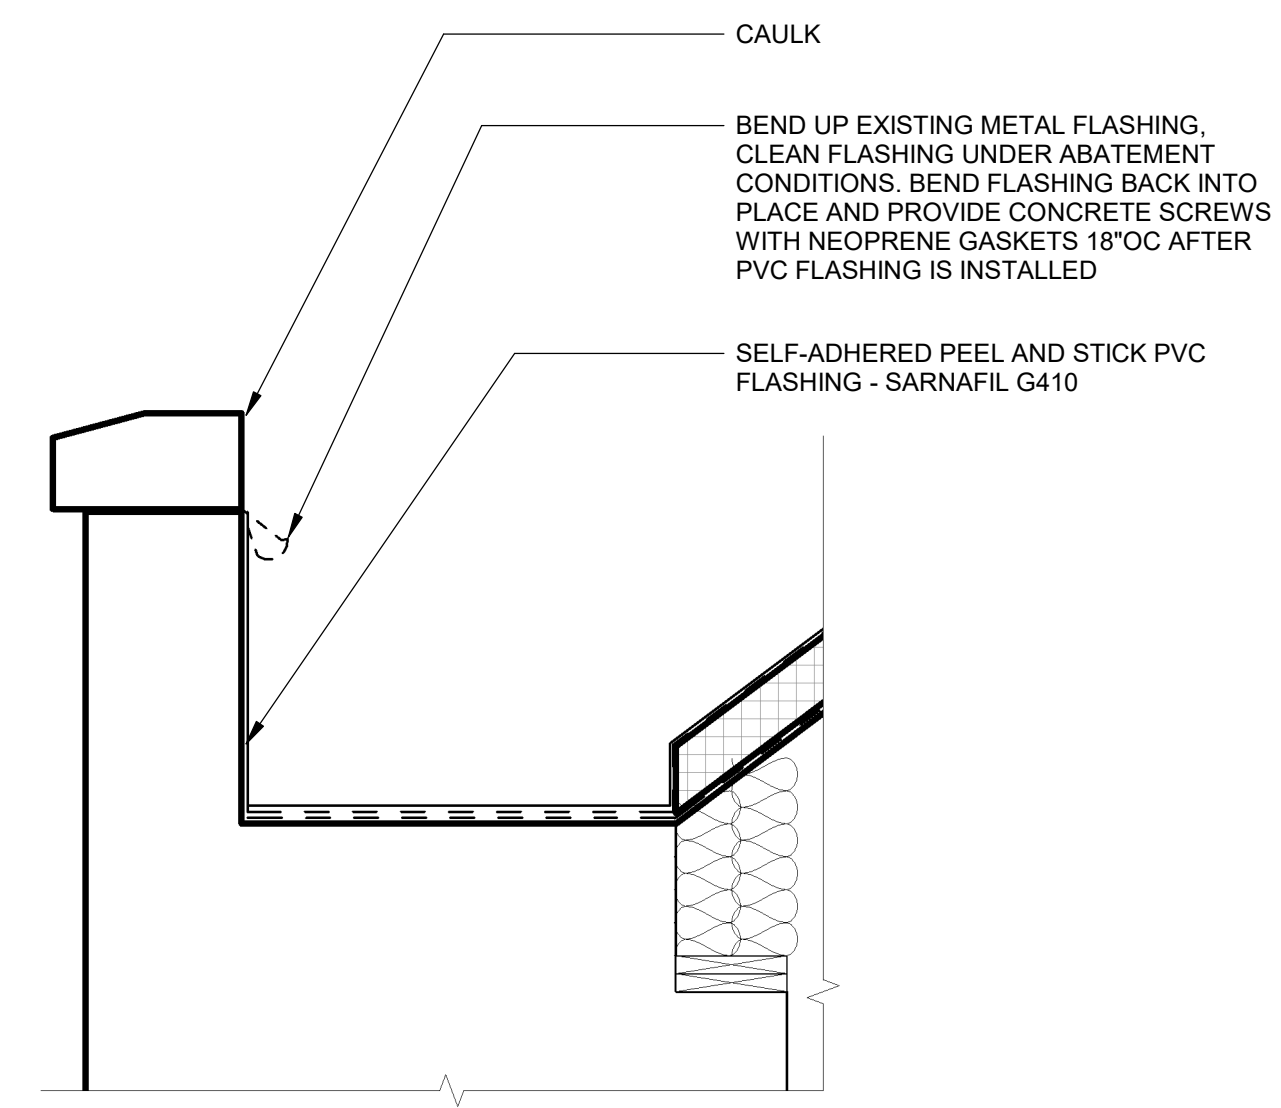 CAULK
BEND UP EXISTING METAL FLASHING,
CLEAN FLASHING UNDER ABATEMENT
CONDITIONS. BEND FLASHING BACK INTO
PLACE AND PROVIDE CONCRETE SCREWS
WITH NEOPRENE GASKETS 18"OC AFTER
PVC FLASHING IS INSTALLED
SELF-ADHERED PEEL AND STICK PVC
FLASHING - SARNAFIL G410